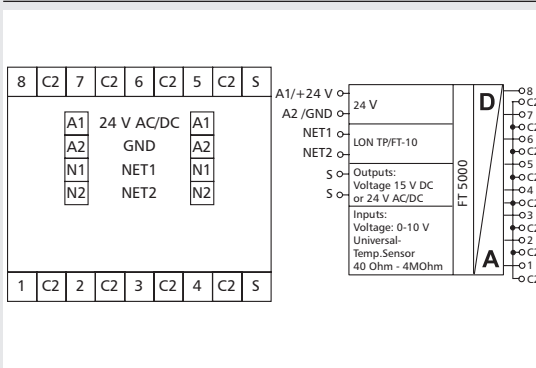 8 C2 7 C2 6 C2 5 C2 S
A1 24 V AC/DC A1
A2 GND A2
N1 NET1 N1
N2 NET2 N2
1 C2 2 C2 3 C2 4 C2 S
A1/+24 V
A2 /GND
NET1
NET2
S
S
24 V
LON TP/FT-10
Outputs:
Voltage 15 V DC
or 24 V AC/DC
Inputs:
Voltage: 0-10 V
Universal-
Temp.Sensor
40 Ohm - 4MOhm
FT 5000
D
A
8
C2
7
C2
6
C2
5
C2
4
C2
3
C2
2
C2
1
C2